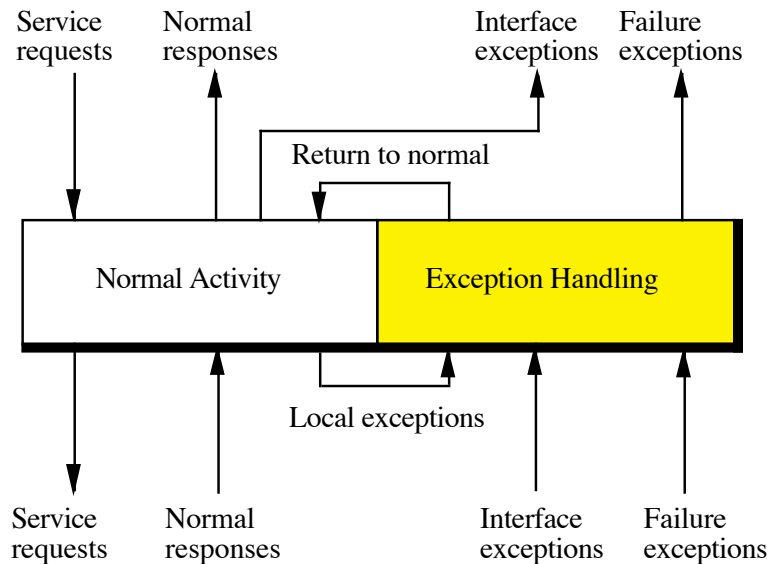 Service
requests
Normal
responses
Interface
exceptions
Failure
exceptions
Return to normal
Normal Activity
Exception Handling
Local exceptions
Service
requests
Normal
responses
Interface
exceptions
Failure
exceptions